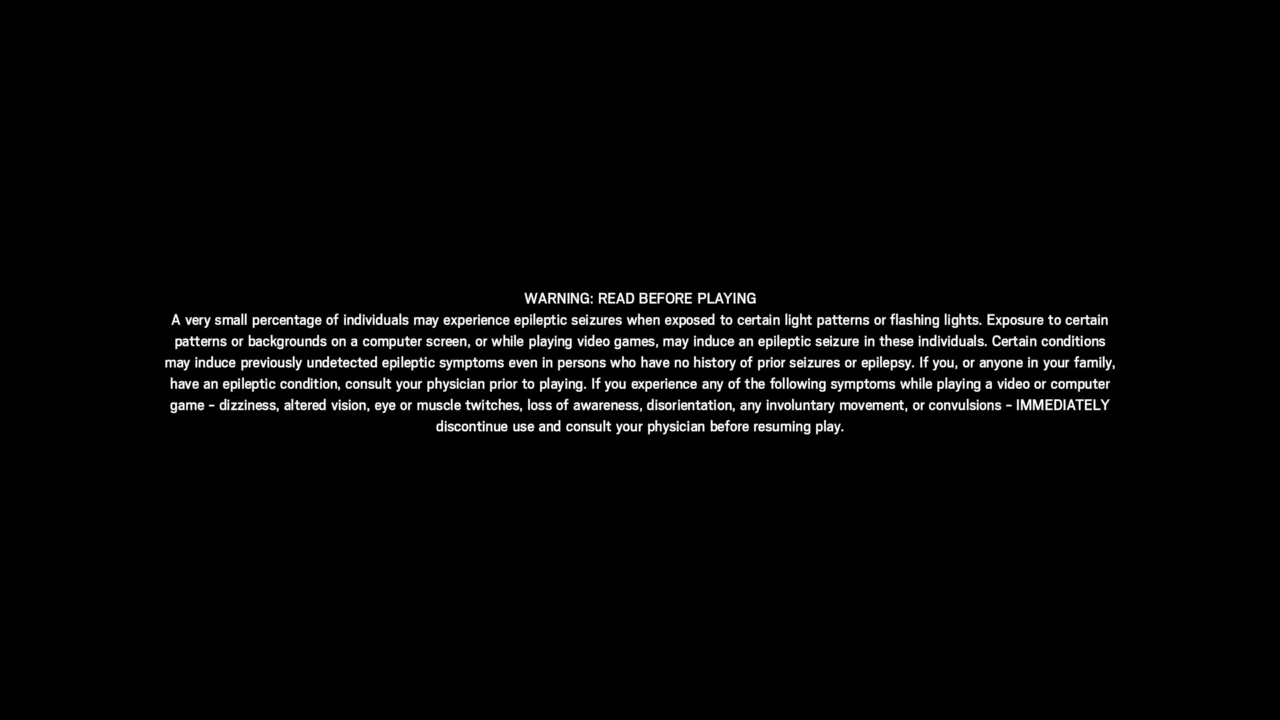 WARNING: READ BEFORE PLAYING
A very small percentage of individuals may experience epileptic seizures when exposed to certain light patterns or flashing lights. Exposure to certain
patterns or backgrounds on a computer screen, or while playing video games, may induce an epileptic seizure in these individuals. Certain conditions
may induce previously undetected epileptic symptoms even in persons who have no history of prior seizures or epilepsy. If you, or anyone in your family,
have an epileptic condition, consult your physician prior to playing. If you experience any of the following symptoms while playing a video or computer
game - dizziness, altered vision, eye or muscle twitches, loss of awareness, disorientation, any involuntary movement, or convulsions - IMMEDIATELY
discontinue use and consult your physician before resuming play.